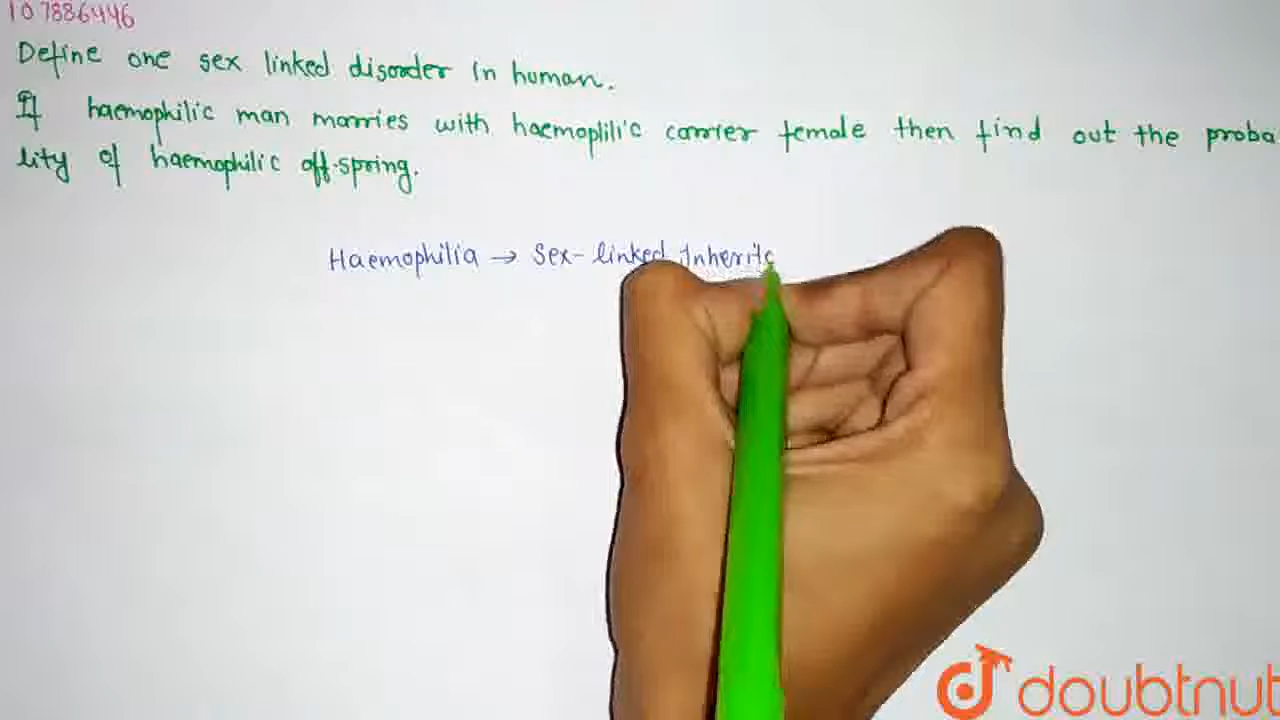 107886446
Define one sex linked disorder in human.
If haemophilic man marries with haemoplilic carrier female then find out the proba
lity of haemophilic off-spring.
Haemophilia → Sex-linked Inherite
doubtnut